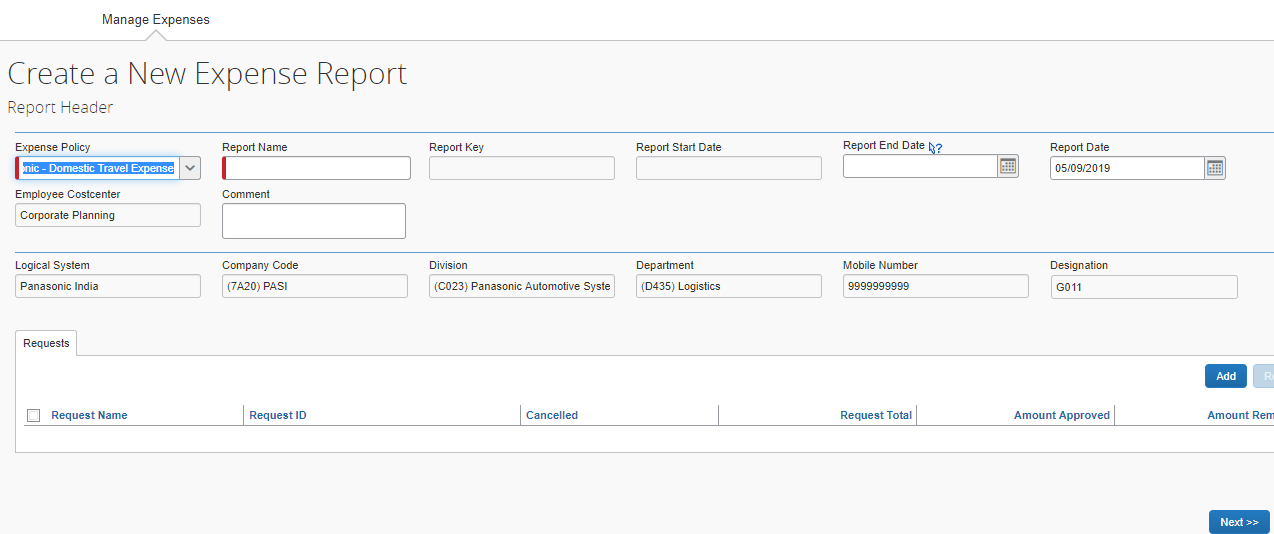 Manage Expenses
Create a New Expense Report
Report Header
Expense Policy Report Name Report Key Report Start Date Report End Date ? Report Date
nic - Domestic Travel Expense 05/09/2019
Employee Costcenter Comment
Corporate Planning
Logical System Company Code Division Department Mobile Number Designation
Panasonic India (7A20) PASI (C023) Panasonic Automotive Syste (D435) Logistics 9999999999 G011
Requests
Add
Request Name Request ID Cancelled Request Total Amount Approved Amount Rem
Next >>